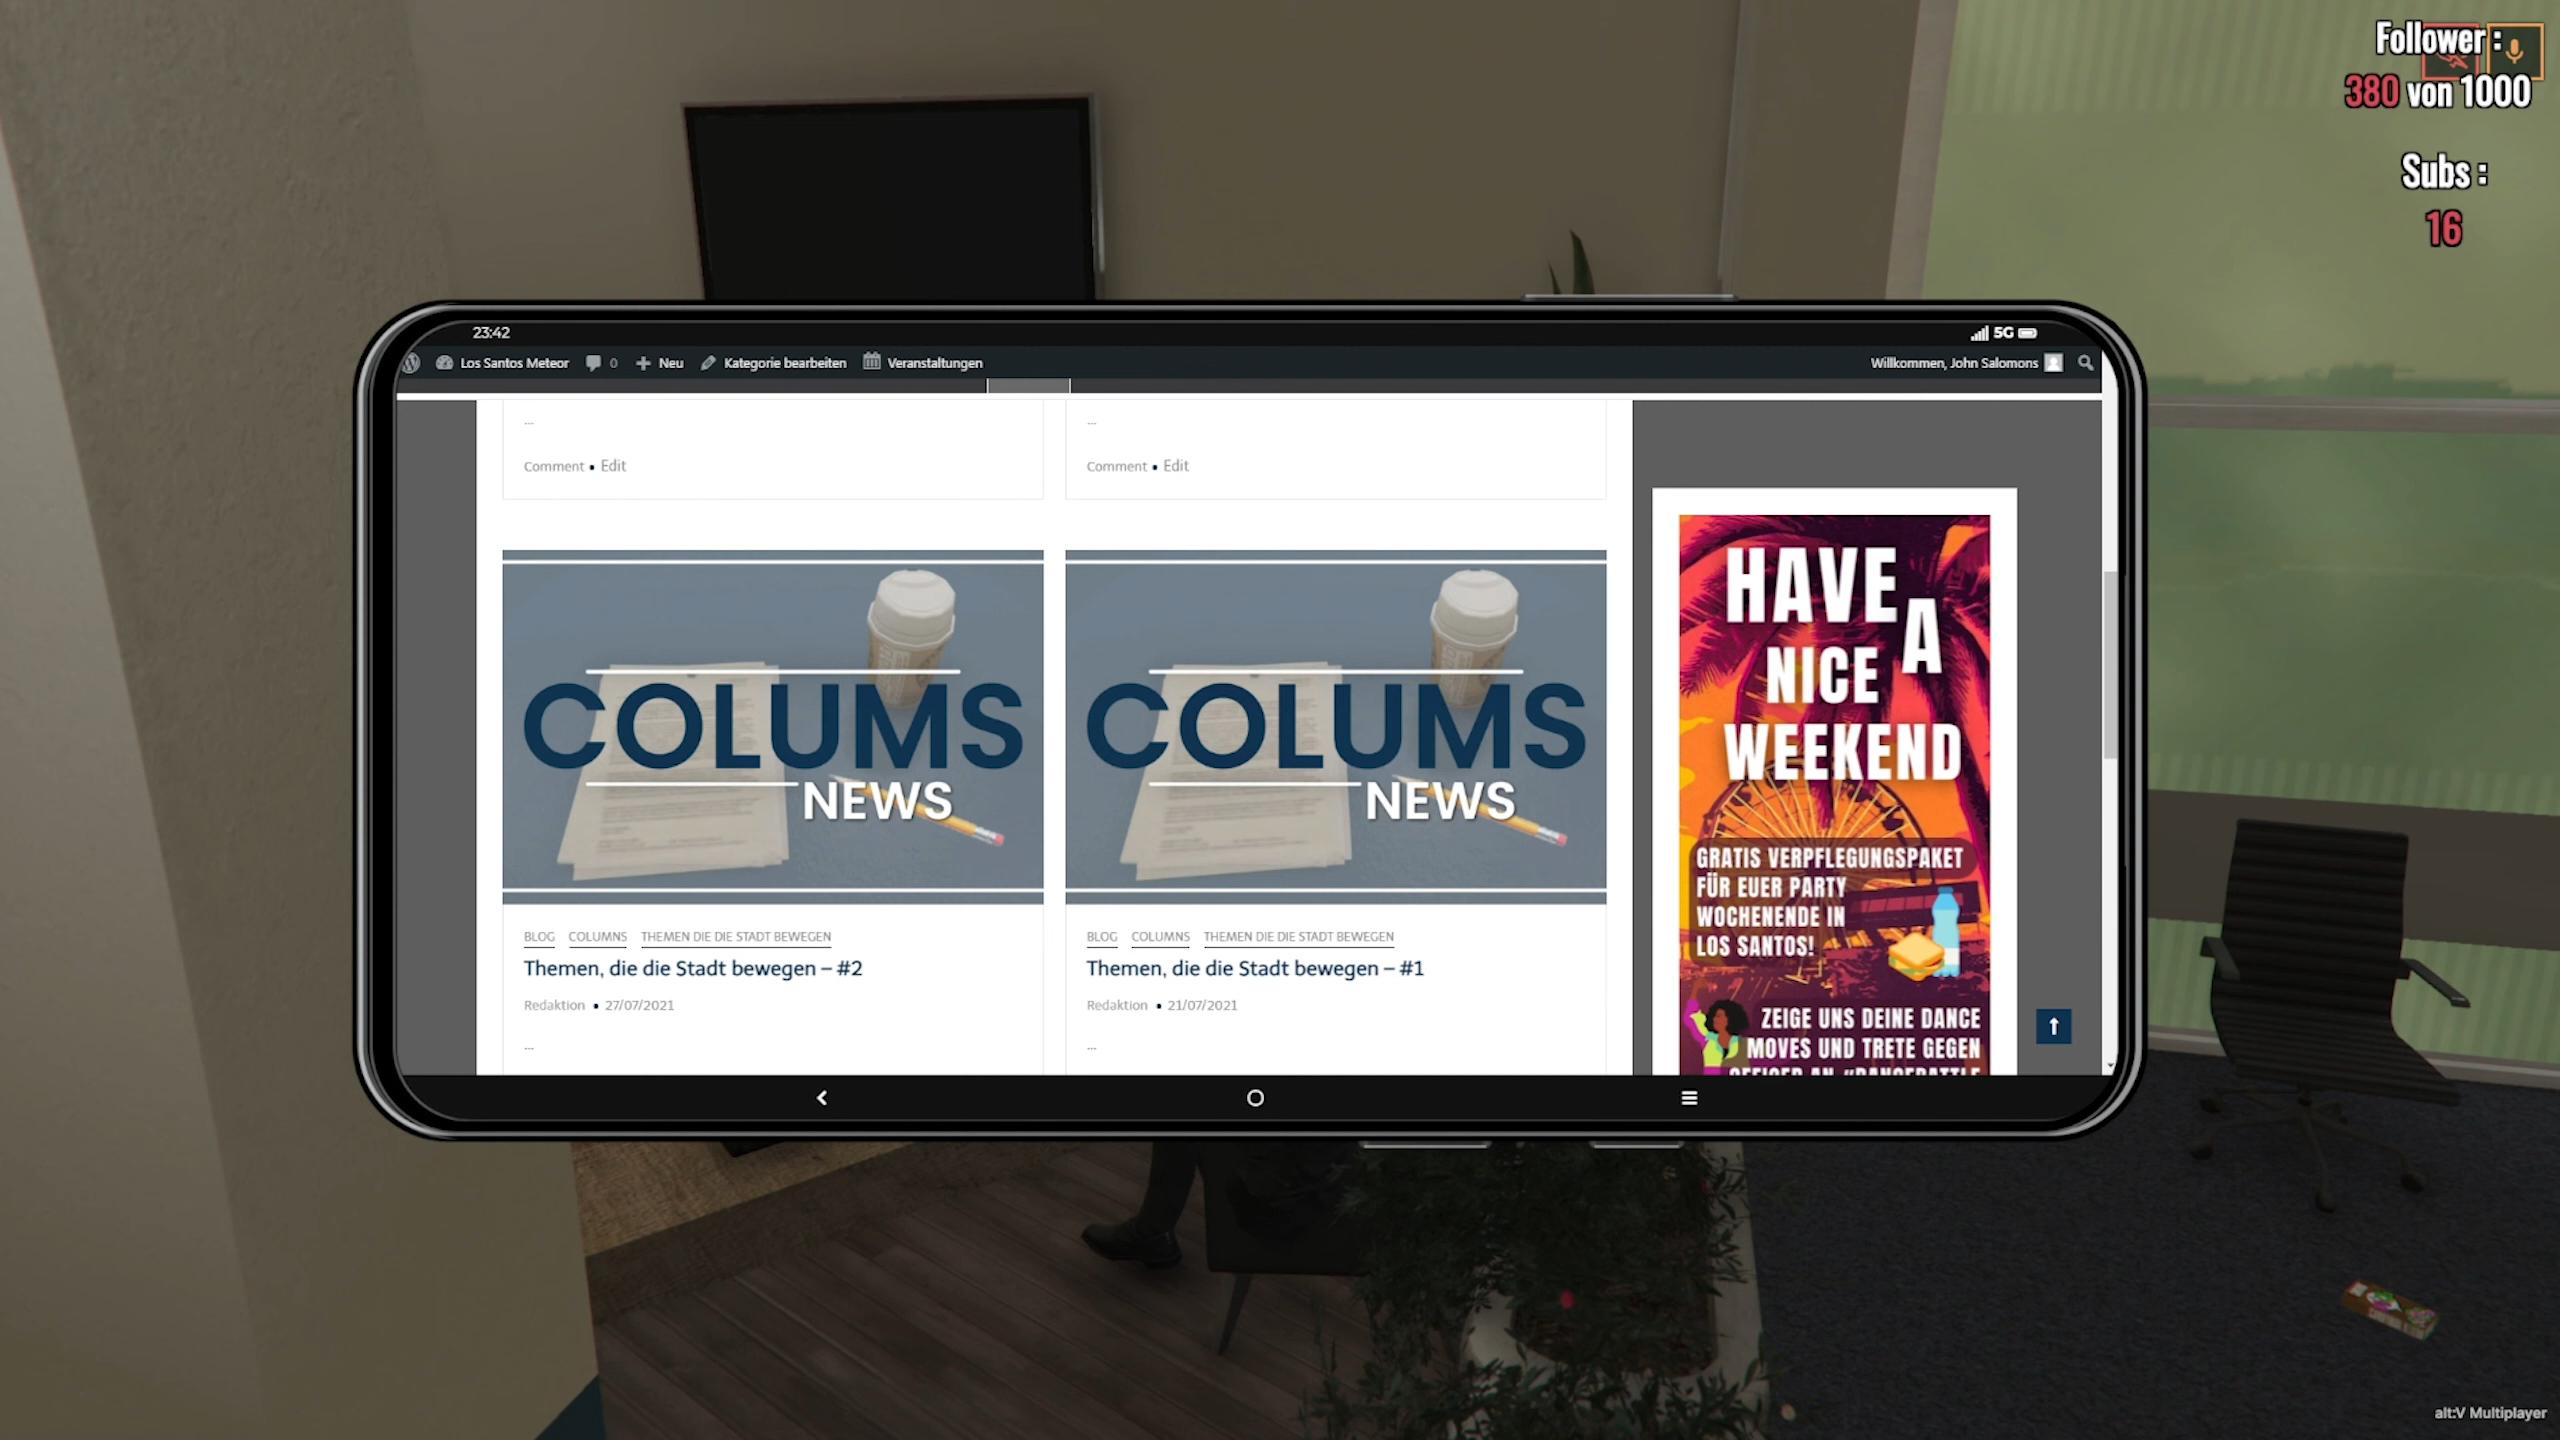 Follower :
380 von 1000
Subs :
16
23:42
5G
Los Santos Meteor 0 Neu Kategorie bearbeiten Veranstaltungen
Willkommen, John Salomons
...
Comment • Edit
...
Comment • Edit
COLUMS
NEWS
BLOG COLUMNS THEMEN DIE DIE STADT BEWEGEN
Themen, die die Stadt bewegen – #2
Redaktion • 27/07/2021
...
COLUMS
NEWS
BLOG COLUMNS THEMEN DIE DIE STADT BEWEGEN
Themen, die die Stadt bewegen – #1
Redaktion • 21/07/2021
...
HAVE
A
NICE
WEEKEND
GRATIS VERPFLEGUNGSPAKET
FÜR EUER PARTY
WOCHENENDE IN
LOS SANTOS!
ZEIGE UNS DEINE DANCE
MOVES UND TRETE GEGEN
OFFICER AN. #DANCEBATTLE
alt:V Multiplayer